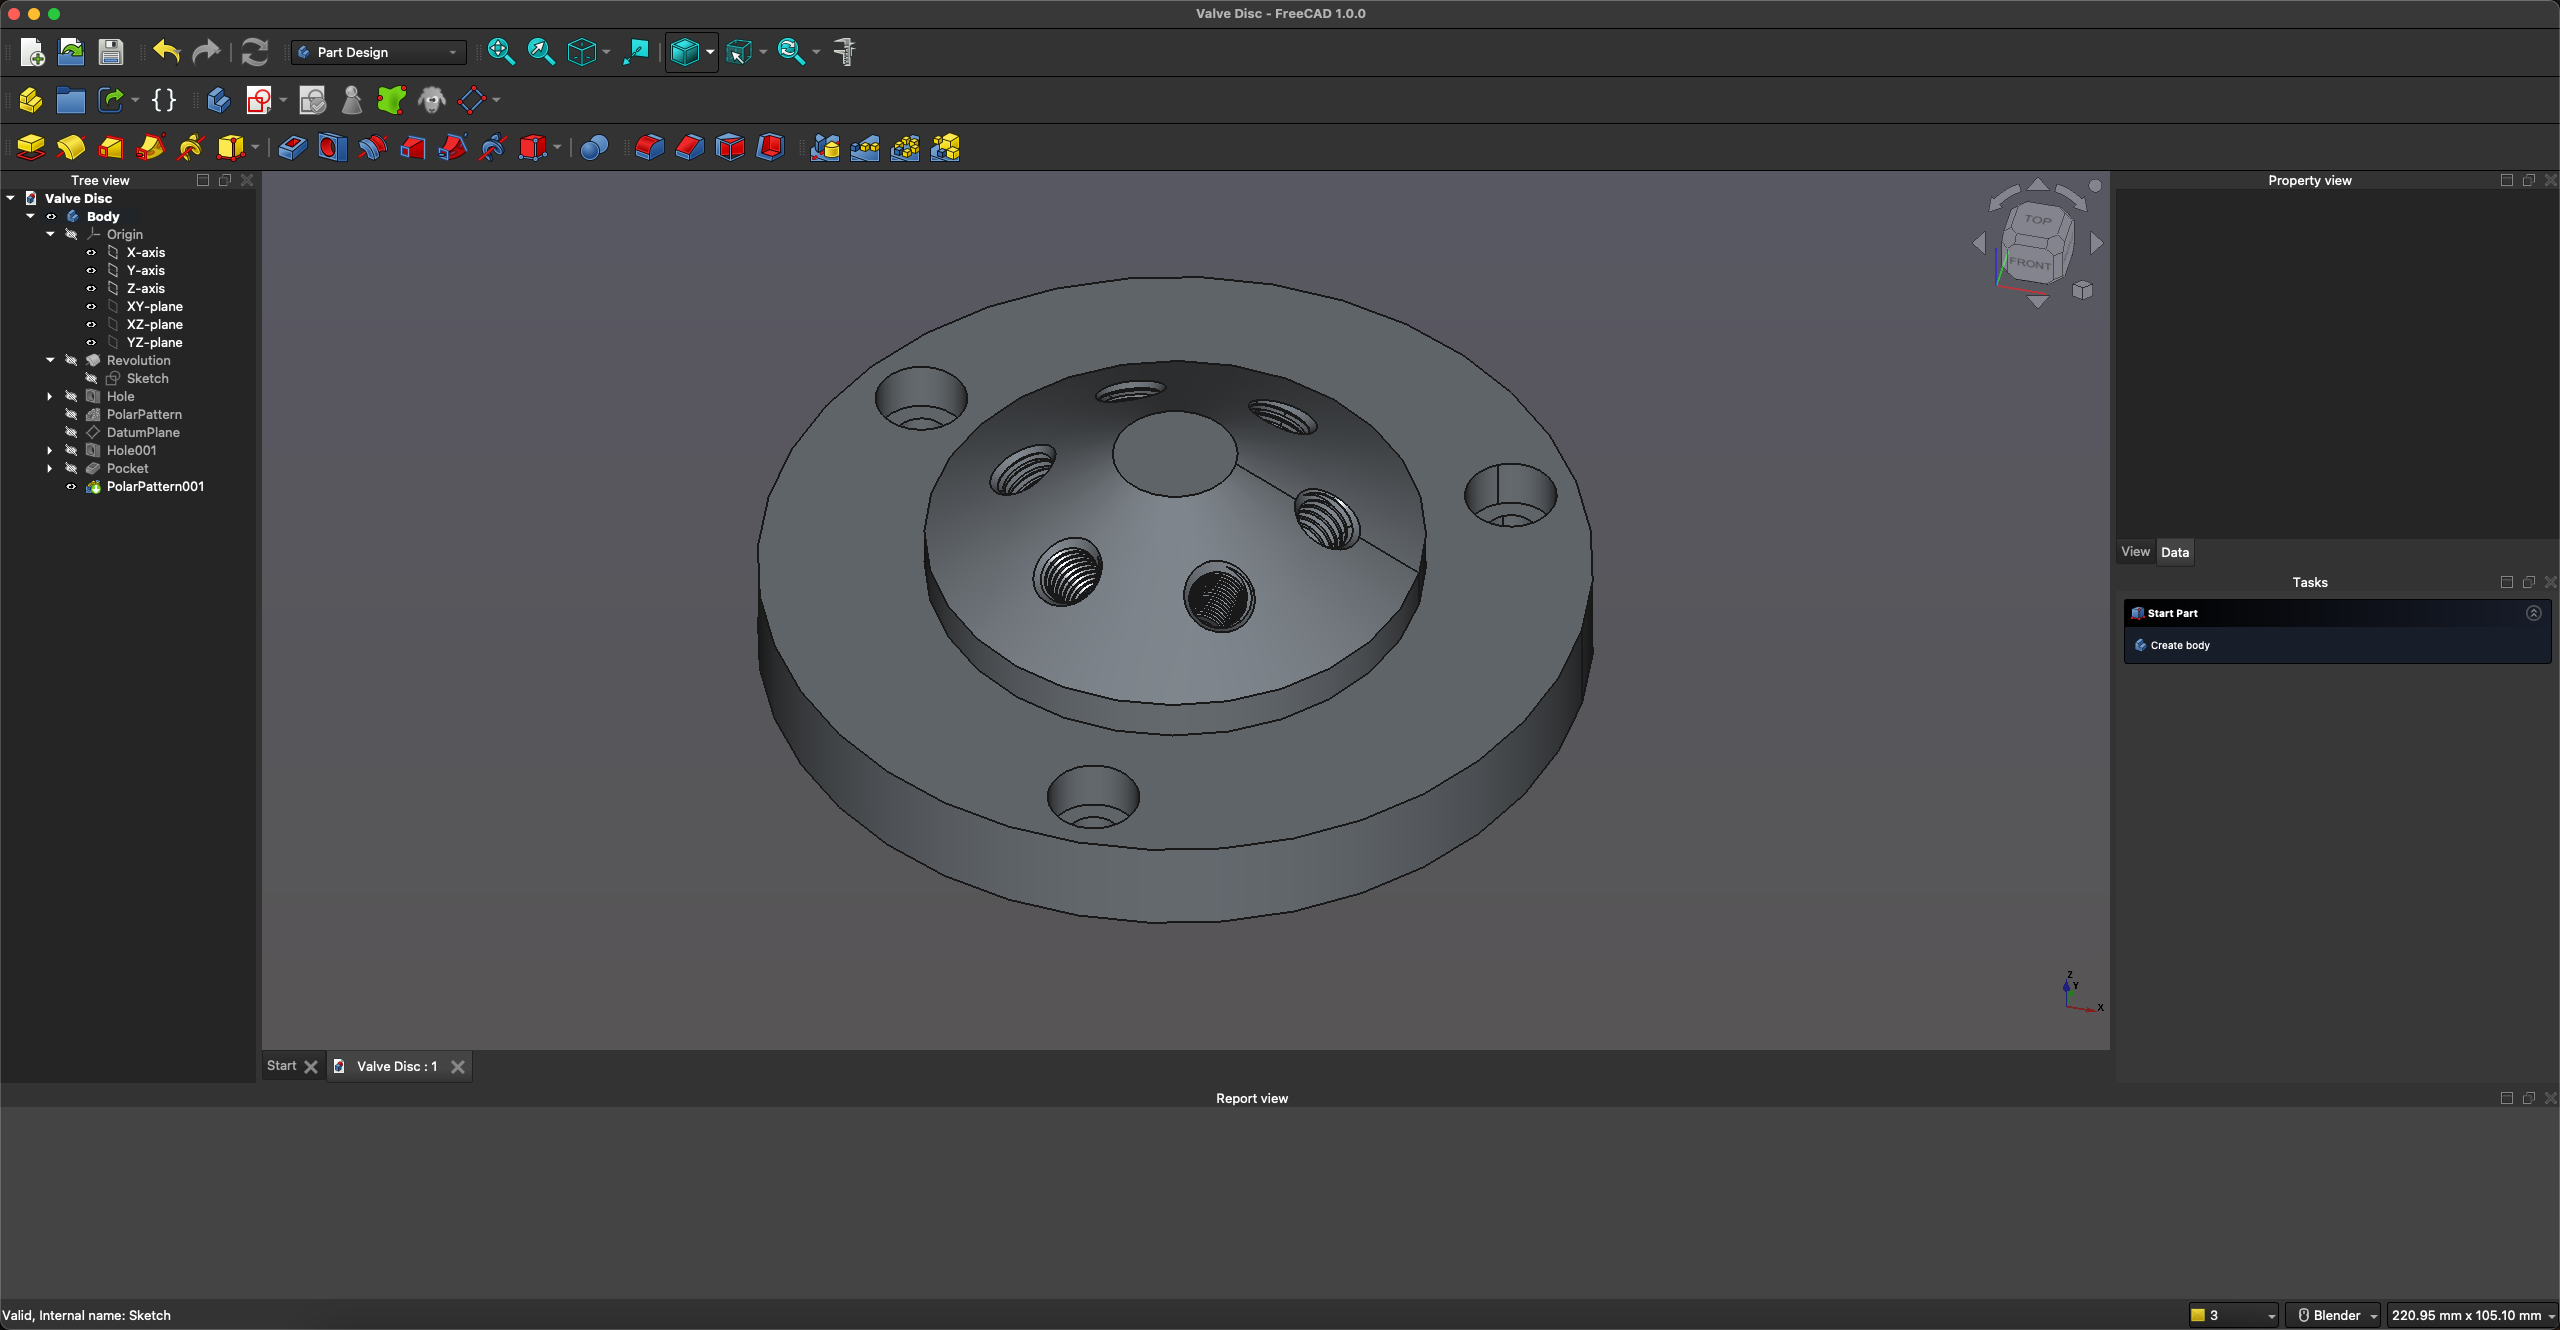 Valve Disc - FreeCAD 1.0.0
Part Design
Tree view
Valve Disc
Body
Origin
X-axis
Y-axis
Z-axis
XY-plane
XZ-plane
YZ-plane
Revolution
Sketch
Hole
PolarPattern
DatumPlane
Hole001
Pocket
PolarPattern001
TOP
FRONT
Z
Y
X
Start
Valve Disc : 1
Property view
View Data
Tasks
Start Part
Create body
Report view
Valid, Internal name: Sketch
3
Blender
220.95 mm x 105.10 mm